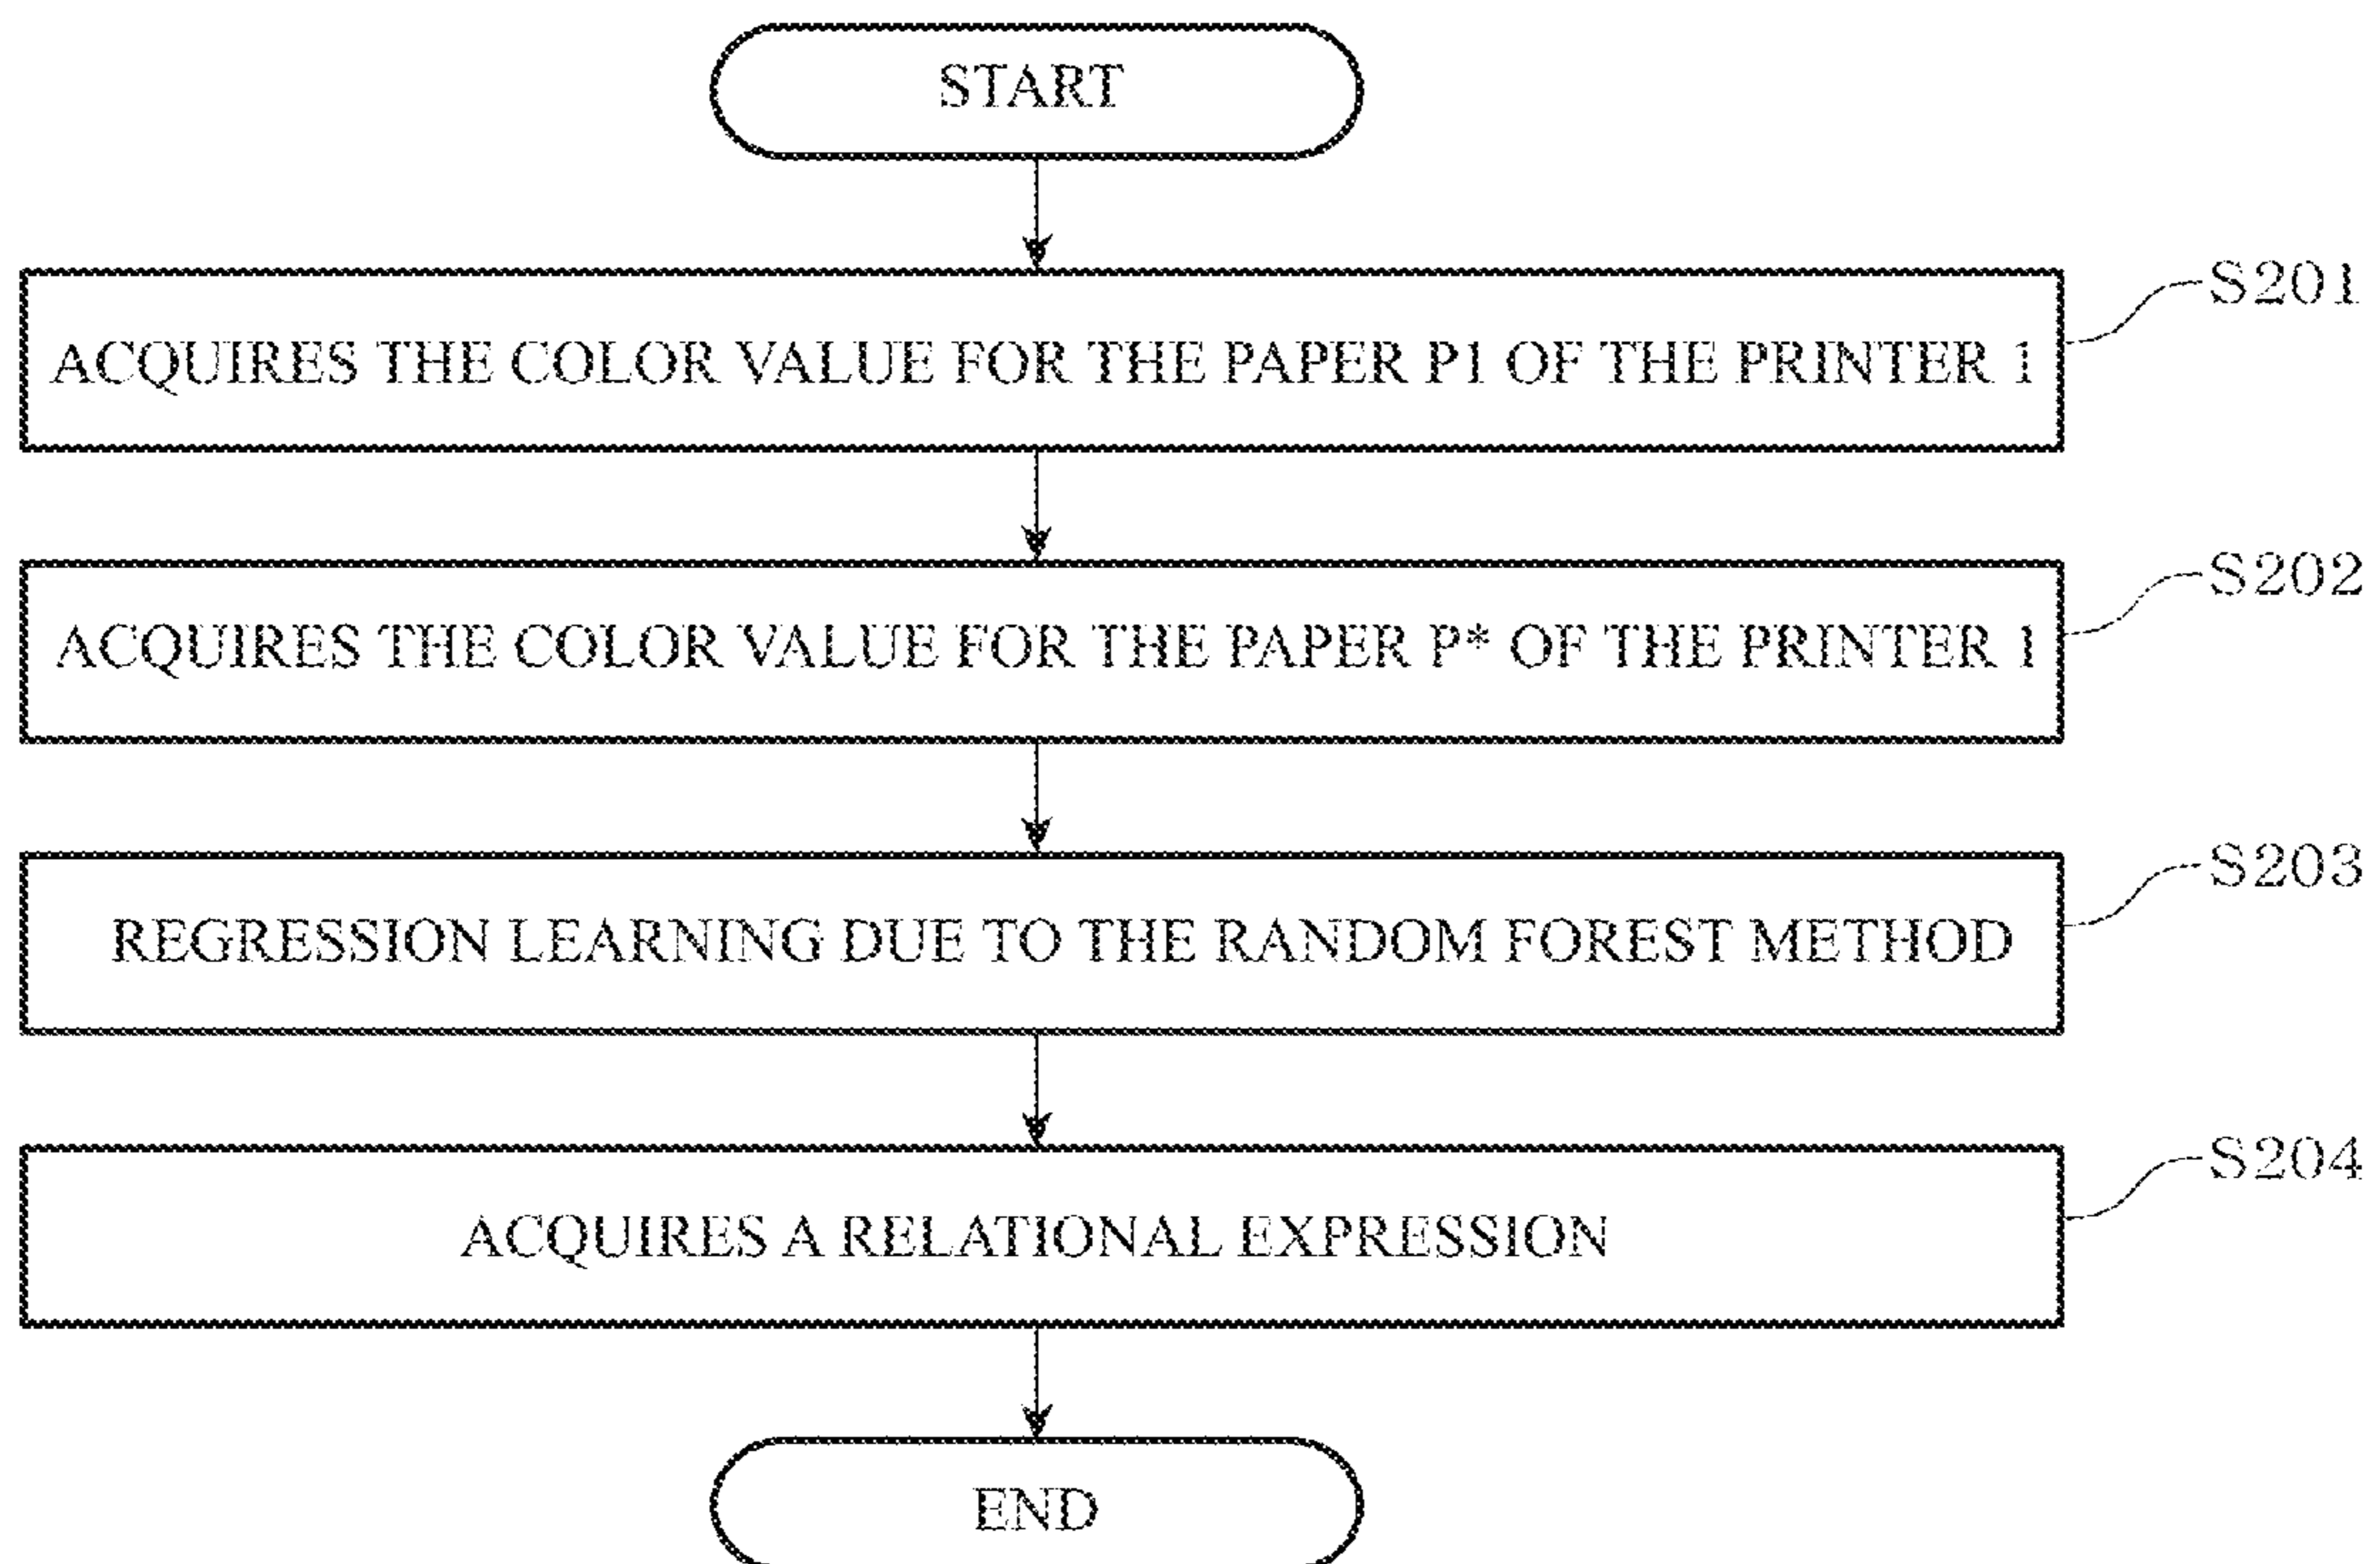 START
ACQUIRES THE COLOR VALUE FOR THE PAPER P1 OF THE PRINTER 1
S201
ACQUIRES THE COLOR VALUE FOR THE PAPER P* OF THE PRINTER 1
S202
REGRESSION LEARNING DUE TO THE RANDOM FOREST METHOD
S203
ACQUIRES A RELATIONAL EXPRESSION
S204
END